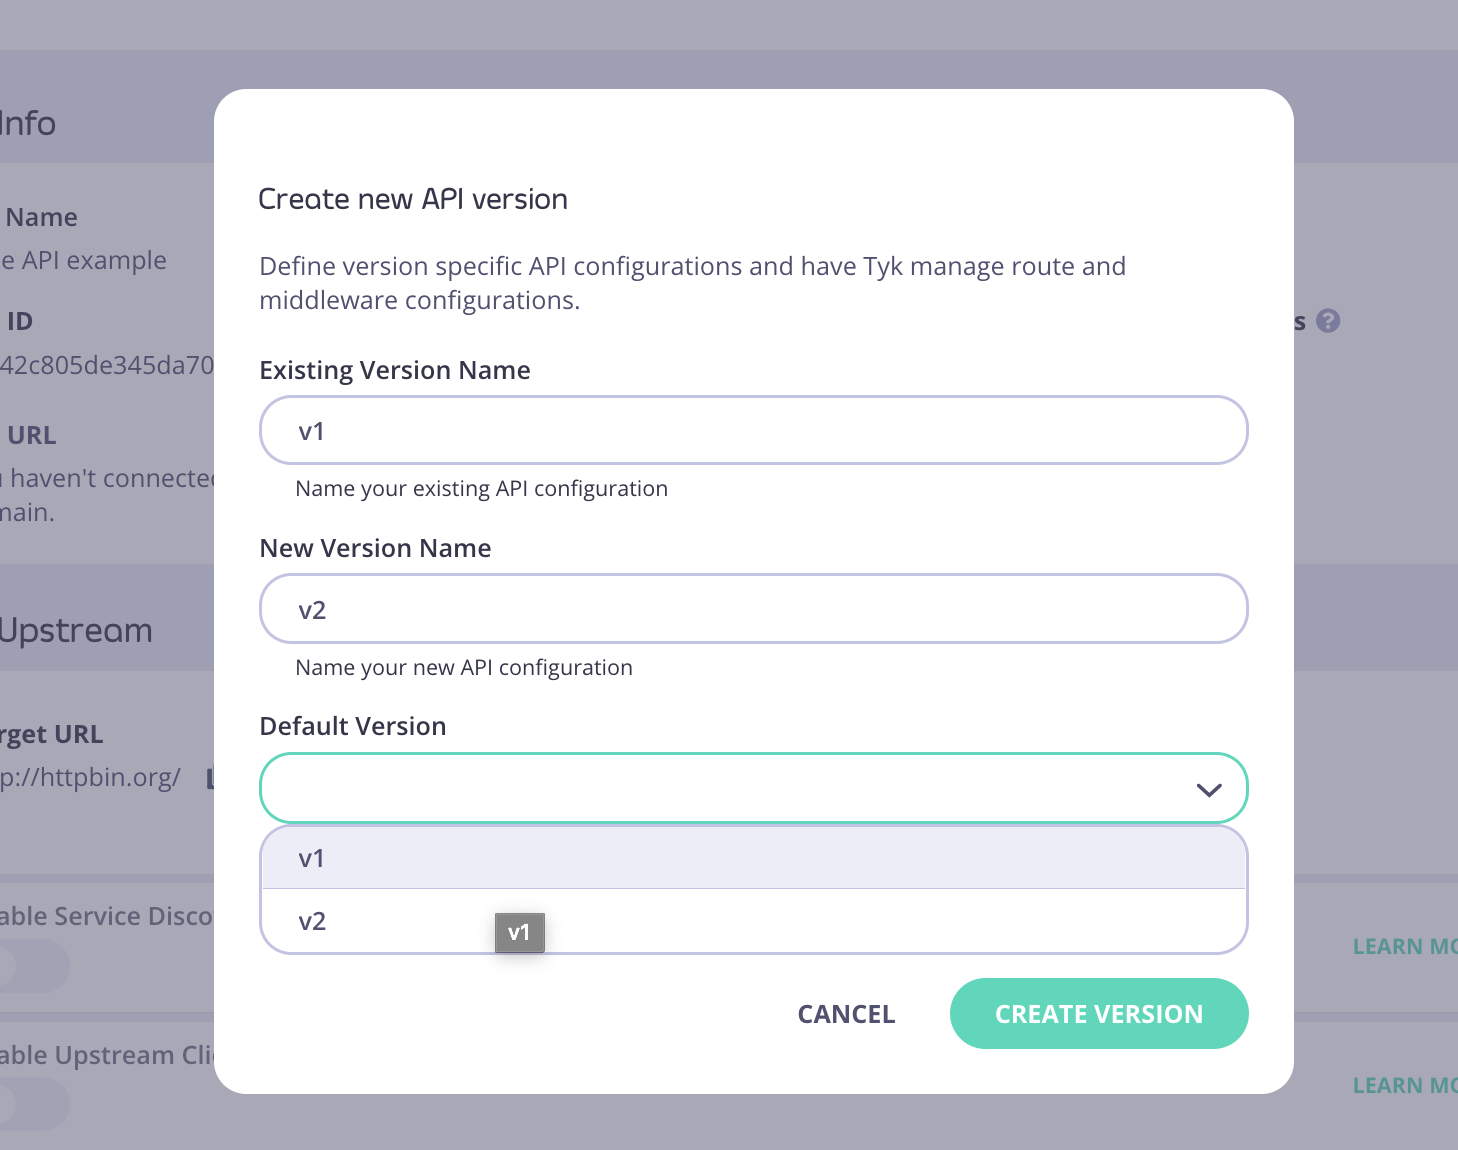 Info
Name
e API example
ID
42c805de345da70
s
URL
haven't connected
main.
Upstream
rget URL
p://httpbin.org/
able Service Disco
LEARN MO
able Upstream Clie
LEARN MO
Create new API version
Define version specific API configurations and have Tyk manage route and
middleware configurations.
Existing Version Name
v1
Name your existing API configuration
New Version Name
v2
Name your new API configuration
Default Version
v1
v2
v1
CANCEL
CREATE VERSION